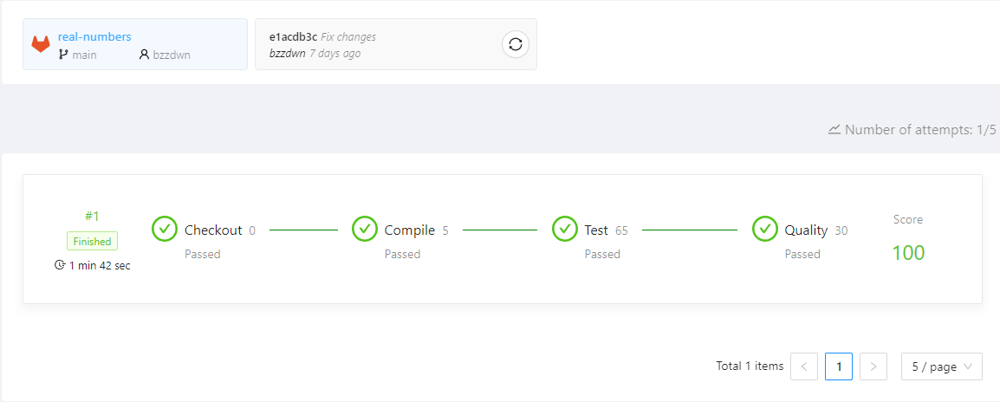 real-numbers
main bzzdwn
e1acdb3c Fix changes
bzzdwn 7 days ago
Number of attempts: 1/5
#1
Finished
1 min 42 sec
Checkout 0
Passed
Compile 5
Passed
Test 65
Passed
Quality 30
Passed
Score
100
Total 1 items < 1 > 5 / page